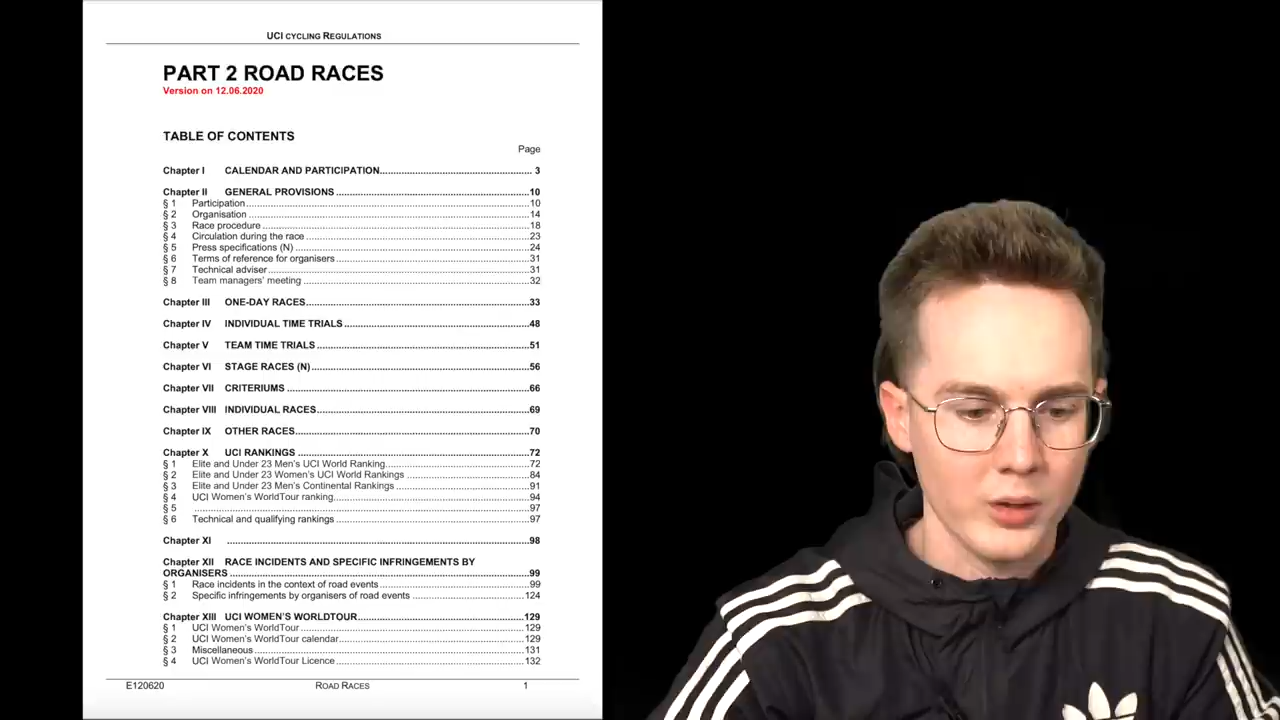 UCI CYCLING REGULATIONS
PART 2 ROAD RACES
Version on 12.06.2020
TABLE OF CONTENTS
Page
Chapter I CALENDAR AND PARTICIPATION.................................................... 3
Chapter II GENERAL PROVISIONS ....................................................................10
§ 1 Participation....................................................................................................10
§ 2 Organisation ...................................................................................................14
§ 3 Race procedure ..............................................................................................18
§ 4 Circulation during the race ..............................................................................23
§ 5 Press specifications (N) ..................................................................................24
§ 6 Terms of reference for organisers ...................................................................31
§ 7 Technical adviser ............................................................................................31
§ 8 Team managers' meeting ...............................................................................32
Chapter III ONE-DAY RACES..............................................................................33
Chapter IV INDIVIDUAL TIME TRIALS .................................................................48
Chapter V TEAM TIME TRIALS ..........................................................................51
Chapter VI STAGE RACES (N)............................................................................56
Chapter VII CRITERIUMS .....................................................................................66
Chapter VIII INDIVIDUAL RACES..........................................................................69
Chapter IX OTHER RACES..................................................................................70
Chapter X UCI RANKINGS .................................................................................72
§ 1 Elite and Under 23 Men's UCI World Ranking.................................................72
§ 2 Elite and Under 23 Women's UCI World Rankings ..........................................84
§ 3 Elite and Under 23 Men's Continental Rankings ..............................................91
§ 4 UCI Women's WorldTour ranking.....................................................................94
§ 5 .......................................................................................................................97
§ 6 Technical and qualifying rankings ...................................................................97
Chapter XI ..........................................................................................................98
Chapter XII RACE INCIDENTS AND SPECIFIC INFRINGEMENTS BY
ORGANISERS .......................................................................................................99
§ 1 Race incidents in the context of road events ...................................................99
§ 2 Specific infringements by organisers of road events ......................................124
Chapter XIII UCI WOMEN'S WORLDTOUR..........................................................129
§ 1 UCI Women's WorldTour ..............................................................................129
§ 2 UCI Women's WorldTour calendar.................................................................129
§ 3 Miscellaneous ...............................................................................................131
§ 4 UCI Women's WorldTour Licence ..................................................................132
E120620 ROAD RACES 1